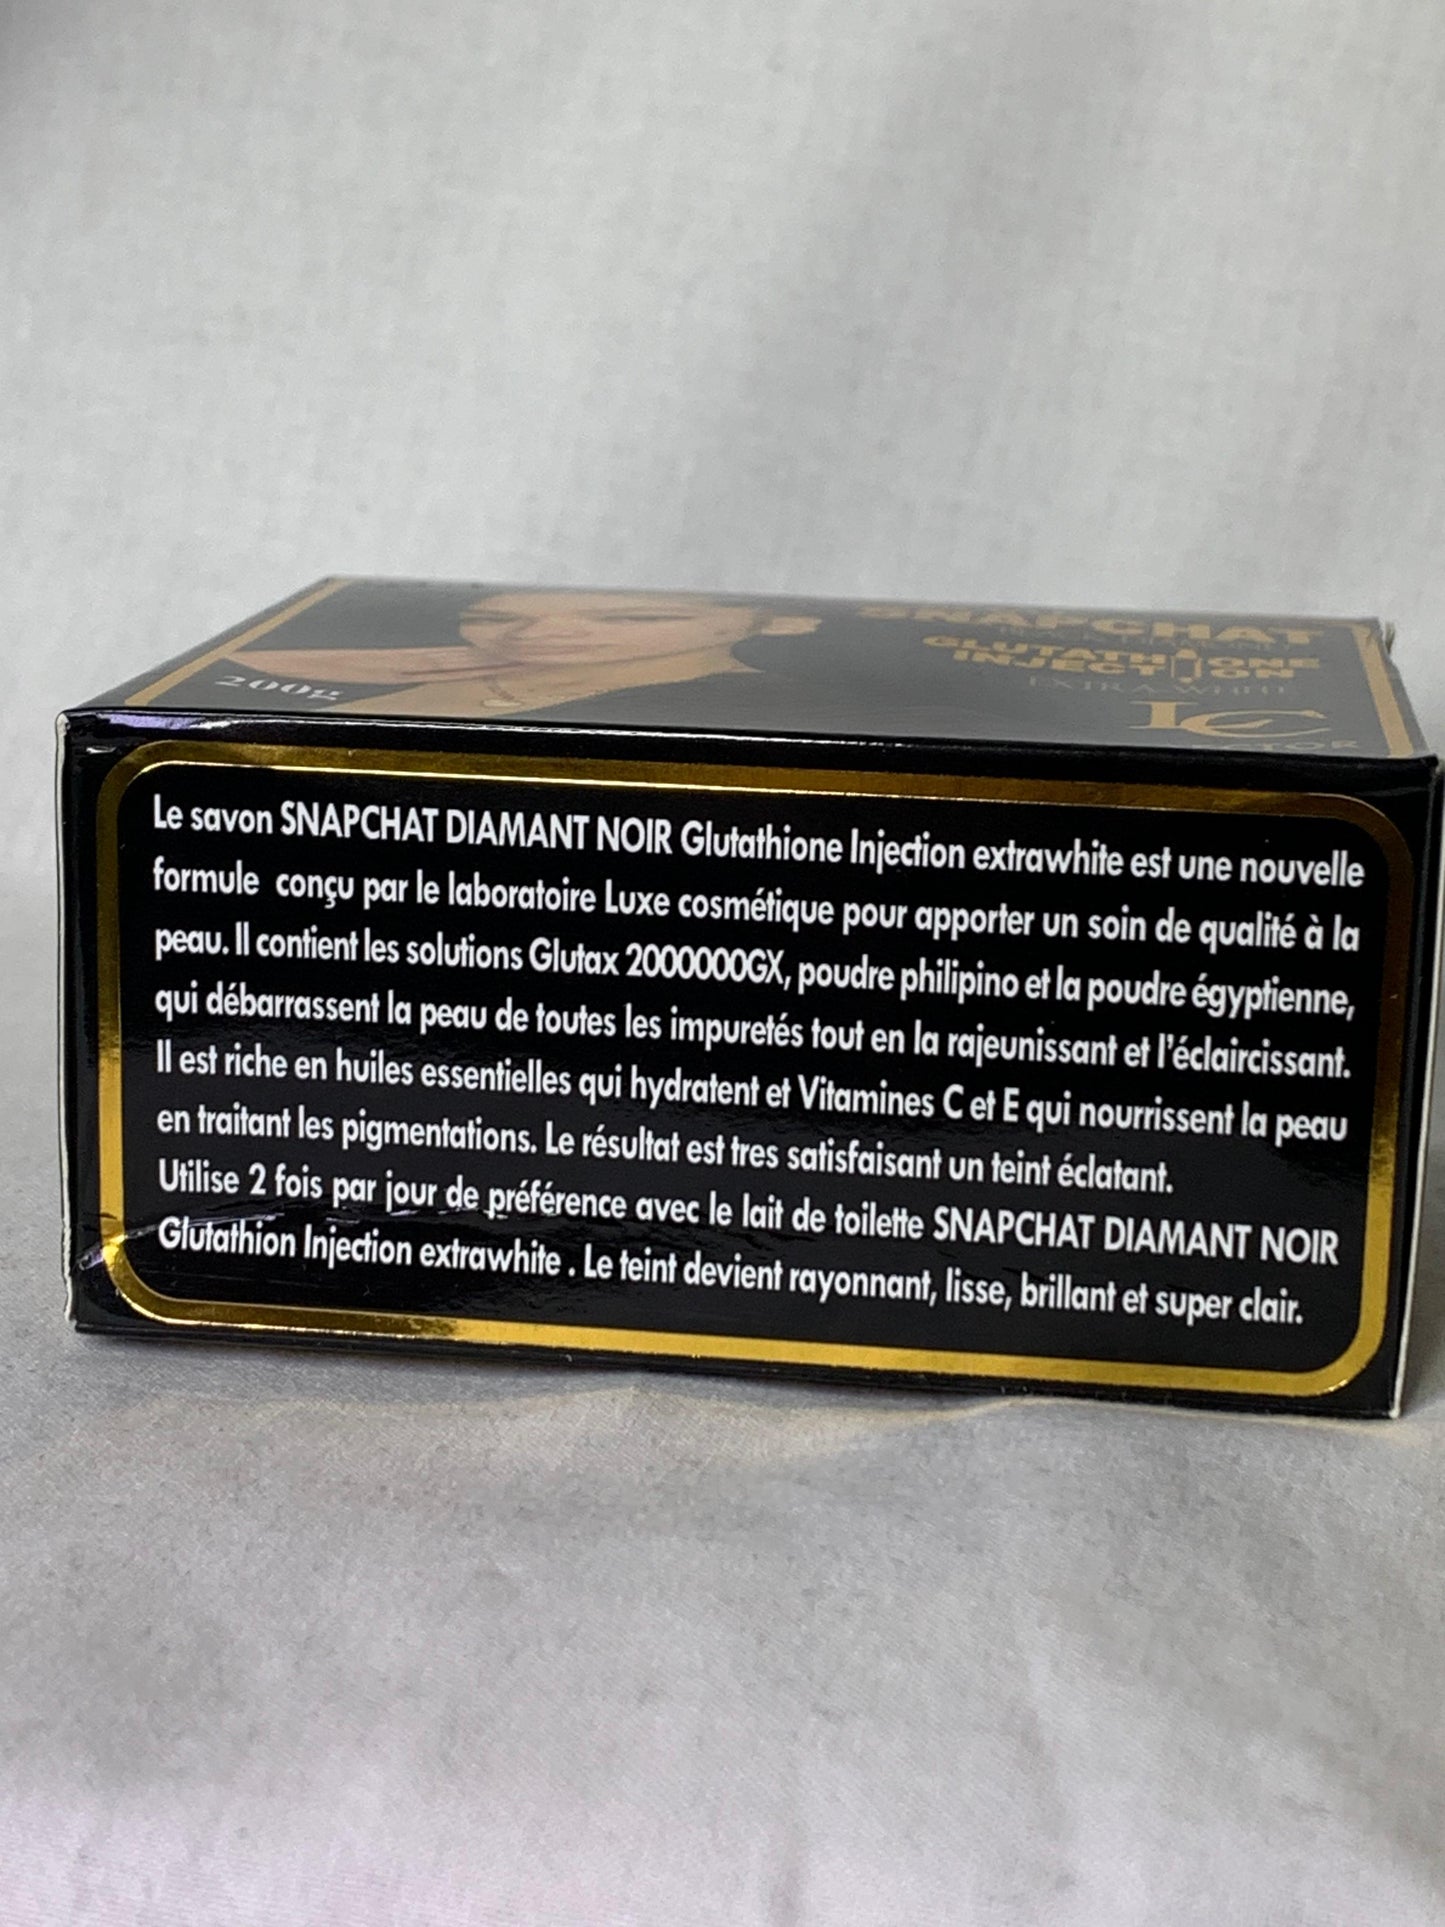 SNAPCHAT
GLUTATHIONE
INJECTION
EXTRA WHITE
LC
200g
Le savon SNAPCHAT DIAMANT NOIR Glutathione Injection extrawhite est une nouvelle
formule conçu par le laboratoire Luxe cosmétique pour apporter un soin de qualité à la
peau. Il contient les solutions Glutax 2000000GX, poudre philipino et la poudre égyptienne,
qui débarrassent la peau de toutes les impuretés tout en la rajeunissant et l'éclaircissant.
Il est riche en huiles essentielles qui hydratent et Vitamines C et E qui nourrissent la peau
en traitant les pigmentations. Le résultat est tres satisfaisant un teint éclatant.
Utilise 2 fois par jour de préférence avec le lait de toilette SNAPCHAT DIAMANT NOIR
Glutathion Injection extrawhite . Le teint devient rayonnant, lisse, brillant et super clair.